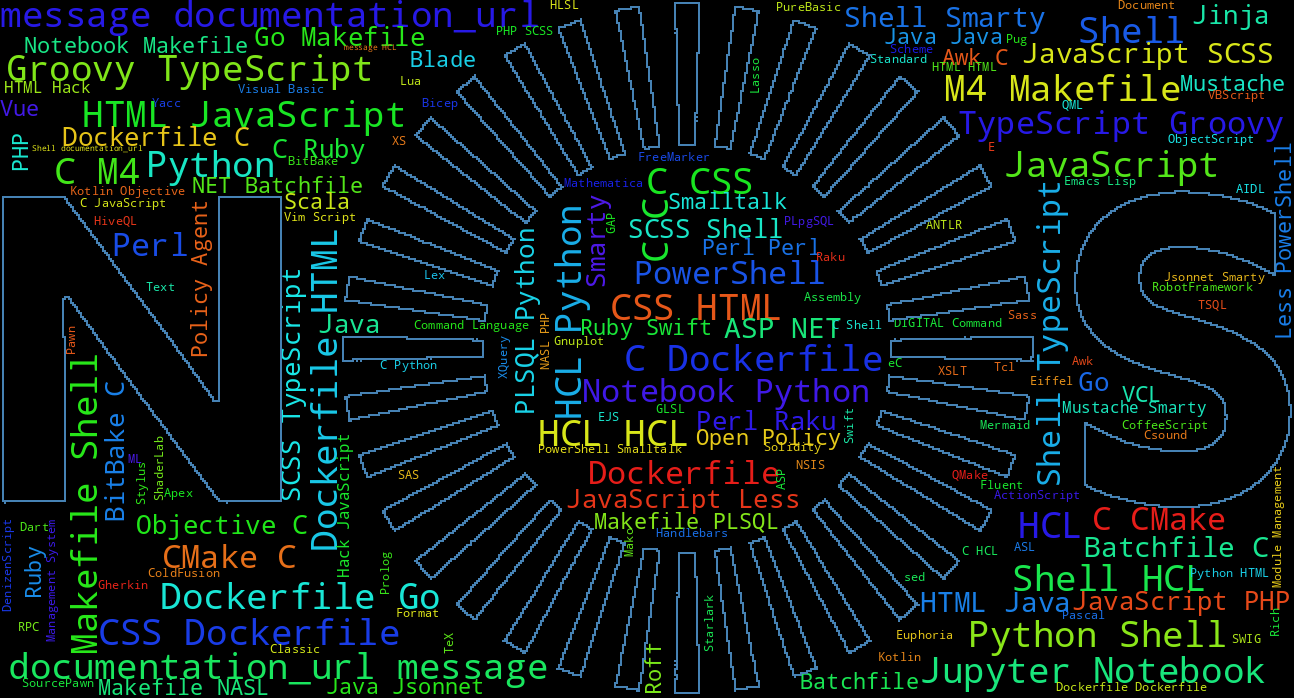 message documentation_url
HLSL
PureBasic
Document
Jinja
Shell Smarty
Shell
PHP SCSS
Go Makefile
Notebook Makefile
message HCL
Java Java
Pug
Scheme
Awk C
JavaScript SCSS
Blade
Standard
HTML HTML
Groovy TypeScript
Lasso
Lua
HTML Hack
Visual Basic
M4 Makefile
Mustache
VBScript
Vue
HTML JavaScript
Yacc
Bicep
QML
TypeScript Groovy
Dockerfile C
XS
ObjectScript
PHP
Shell documentation_url
C Ruby
BitBake
E
FreeMarker
JavaScript
C M4
Python
NET Batchfile
Mathematica
C CSS
Emacs Lisp
AIDL
Less PowerShell
Kotlin Objective
C JavaScript
Scala
Vim Script
Smalltalk
HiveQL
Smarty
GAP
C C
SCSS Shell
PLpgSQL
ANTLR
Perl
Policy Agent
Perl Perl
Raku
Text
Lex
PowerShell
Jsonnet Smarty
RobotFramework
TSQL
Assembly
CSS HTML
Sass
Java
Command Language
Ruby Swift
ASP NET
Shell
DIGITAL Command
Pawn
SCSS TypeScript
Dockerfile HTML
PLSQL Python
HCL Python
NASL PHP
XQuery
Gnuplot
C Python
C Dockerfile
eC
XSLT
Tcl
Awk
Eiffel
Go
Shell TypeScript
VCL
Makefile Shell
BitBake C
Notebook Python
GLSL
EJS
Perl Raku
Swift
Mustache Smarty
Mermaid
CoffeeScript
Csound
HCL HCL
Open Policy
PowerShell Smalltalk
Solidity
ML
Stylus
ShaderLab
Apex
Hack JavaScript
SAS
Dockerfile
ASP
NSIS
QMake
Fluent
ActionScript
JavaScript Less
Module Management
Dart
Objective C
Makefile PLSQL
Handlebars
HCL
C CMake
DenizenScript
Ruby
Management System
CMake C
Mako
C HCL
ASL
Batchfile C
ColdFusion
Gherkin
Prolog
sed
Shell HCL
Python HTML
Dockerfile Go
Format
HTML Java
JavaScript PHP
Pascal
Rich
RPC
CSS Dockerfile
Classic
TeX
Starlark
Euphoria
Python Shell
SWIG
Roff
Kotlin
documentation_url message
Jupyter Notebook
SourcePawn
Makefile NASL
Java Jsonnet
Batchfile
Dockerfile Dockerfile